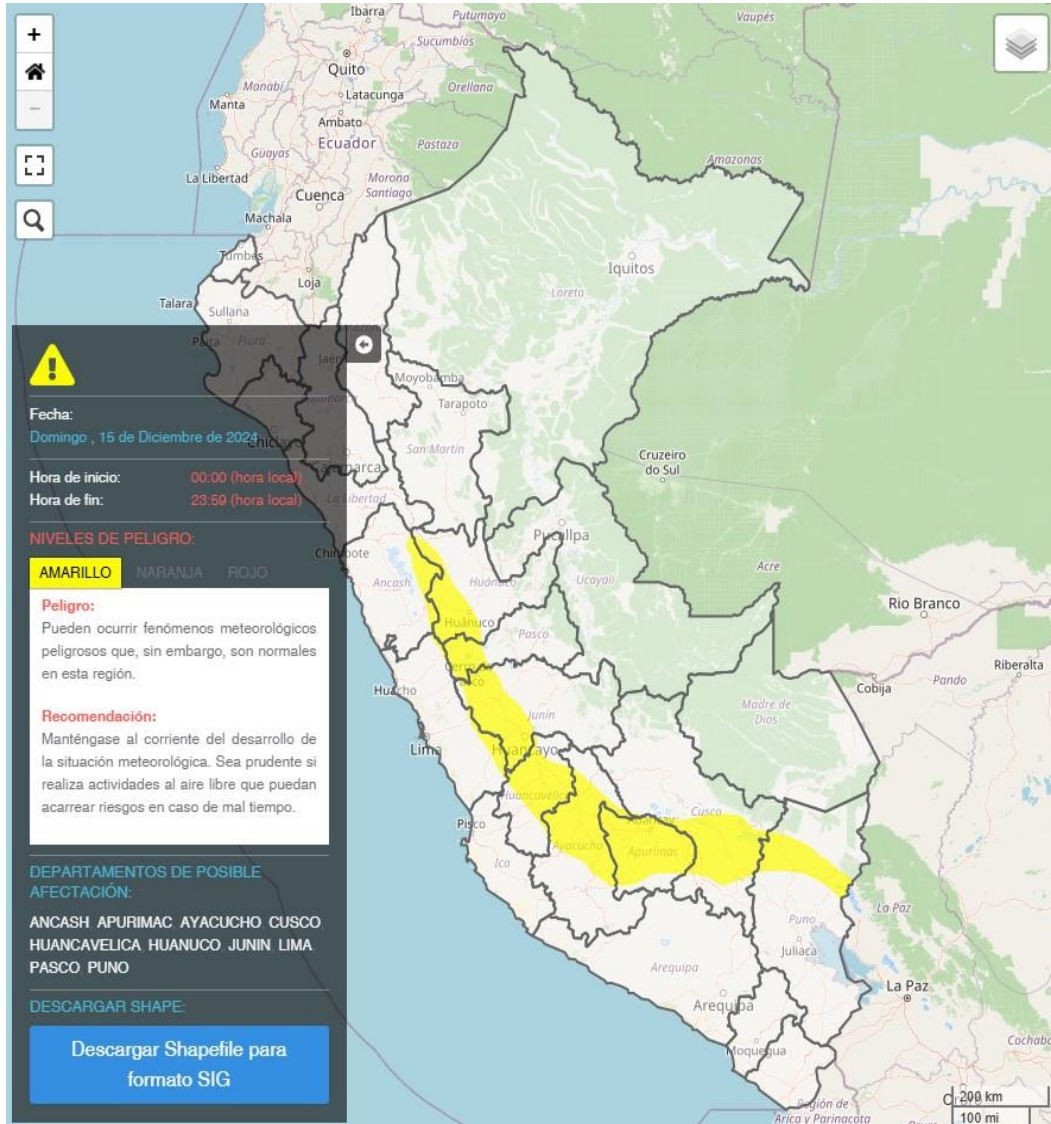 Ibarra
Putumayo
Vaupés
Sucumbíos
Quito
Orellana
Manabí
Latacunga
Manta
Ambato
Ecuador
Pastaza
Guayas
Amazonas
La Libertad
Morona
Santiago
Cuenca
Machala
Tumbes
Iquitos
Loja
Loreto
Talara
Sullana
Paita
Piura
Jaén
Moyobamba
Tarapoto
Fecha:
Domingo , 15 de Diciembre de 2024
Chiclayo
San Martín
Cruzeiro
do Sul
Hora de inicio:
00:00 (hora local)
Hora de fin:
23:59 (hora local)
La Libertad
NIVELES DE PELIGRO:
Pucallpa
Chimbote
AMARILLO NARANJA ROJO
Ancash
Huánuco
Ucayali
Acre
Peligro:
Pueden ocurrir fenómenos meteorológicos
peligrosos que, sin embargo, son normales
en esta región.
Rio Branco
Huánuco
Pasco
Riberalta
Cobija
Pando
Huacho
Madre de
Dios
Recomendación:
Manténgase al corriente del desarrollo de
la situación meteorológica. Sea prudente si
realiza actividades al aire libre que puedan
acarrear riesgos en caso de mal tiempo.
Junín
Lima
Huancayo
Huancavelica
Cusco
Pisco
Abancay
Ayacucho
Apurímac
Ica
DEPARTAMENTOS DE POSIBLE
AFECTACIÓN:
ANCASH APURIMAC AYACUCHO CUSCO
HUANCAVELICA HUANUCO JUNIN LIMA
PASCO PUNO
La Paz
Puno
Juliaca
Arequipa
La Paz
DESCARGAR SHAPE:
Arequipa
Descargar Shapefile para
formato SIG
Moquegua
Cochaba
200 km
100 mi
Región de
Arica y Parinacota